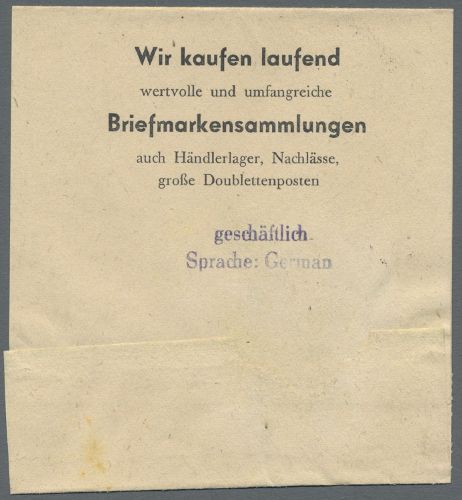 Wir kaufen laufend
wertvolle und umfangreiche
Briefmarkensammlungen
auch Händlerlager, Nachlässe,
große Doublettenposten
geschäftlich
Sprache: German